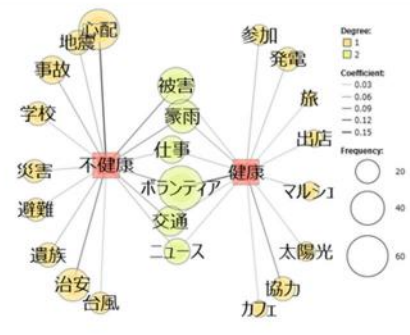 心配
地震
事故
学校
災害
避難
遺族
治安
台風
不健康
被害
豪雨
仕事
ボランティア
交通
ニュース
健康
参加
発電
旅
出店
マルシェ
太陽光
協力
カフェ
Degree:
1
2
Coefficient:
0.03
0.06
0.09
0.12
0.15
Frequency:
20
40
60